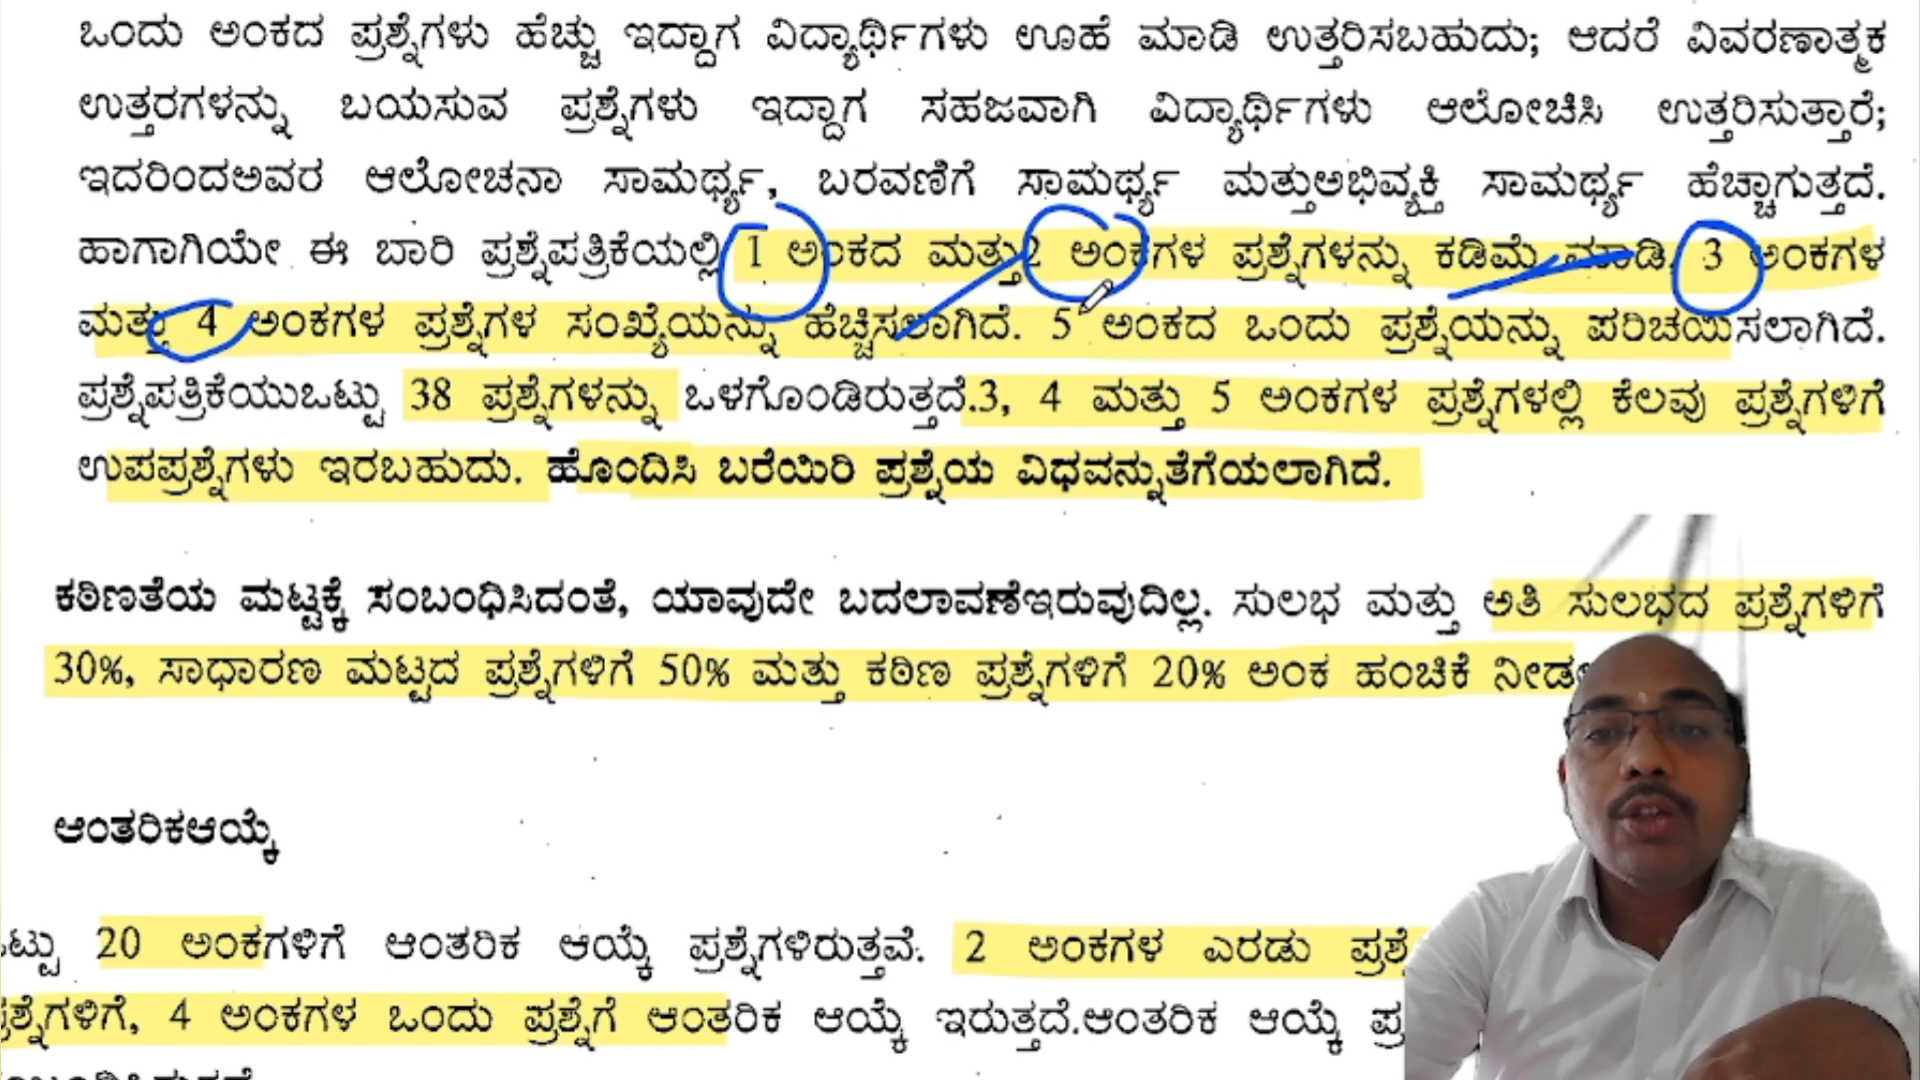 ಒಂದು ಅಂಕದ ಪ್ರಶ್ನೆಗಳು ಹೆಚ್ಚು ಇದ್ದಾಗ ವಿದ್ಯಾರ್ಥಿಗಳು ಊಹೆ ಮಾಡಿ ಉತ್ತರಿಸಬಹುದು; ಆದರೆ ವಿವರಣಾತ್ಮಕ
ಉತ್ತರಗಳನ್ನು ಬಯಸುವ ಪ್ರಶ್ನೆಗಳು ಇದ್ದಾಗ ಸಹಜವಾಗಿ ವಿದ್ಯಾರ್ಥಿಗಳು ಆಲೋಚಿಸಿ ಉತ್ತರಿಸುತ್ತಾರೆ;
ಇದರಿಂದಅವರ ಆಲೋಚನಾ ಸಾಮರ್ಥ್ಯ, ಬರವಣಿಗೆ ಸಾಮರ್ಥ್ಯ ಮತ್ತುಅಭಿವ್ಯಕ್ತಿ ಸಾಮರ್ಥ್ಯ ಹೆಚ್ಚಾಗುತ್ತದೆ.
ಹಾಗಾಗಿಯೇ ಈ ಬಾರಿ ಪ್ರಶ್ನೆಪತ್ರಿಕೆಯಲ್ಲಿ 1 ಅಂಕದ ಮತ್ತು2 ಅಂಕಗಳ ಪ್ರಶ್ನೆಗಳನ್ನು ಕಡಿಮೆ ಮಾಡಿ, 3 ಅಂಕಗಳ
ಮತ್ತು 4 ಅಂಕಗಳ ಪ್ರಶ್ನೆಗಳ ಸಂಖ್ಯೆಯನ್ನು ಹೆಚ್ಚಿಸಲಾಗಿದೆ. 5 ಅಂಕದ ಒಂದು ಪ್ರಶ್ನೆಯನ್ನು ಪರಿಚಯಿಸಲಾಗಿದೆ.
ಪ್ರಶ್ನೆಪತ್ರಿಕೆಯುಒಟ್ಟು 38 ಪ್ರಶ್ನೆಗಳನ್ನು ಒಳಗೊಂಡಿರುತ್ತದೆ.3, 4 ಮತ್ತು 5 ಅಂಕಗಳ ಪ್ರಶ್ನೆಗಳಲ್ಲಿ ಕೆಲವು ಪ್ರಶ್ನೆಗಳಿಗೆ
ಉಪಪ್ರಶ್ನೆಗಳು ಇರಬಹುದು. ಹೊಂದಿಸಿ ಬರೆಯಿರಿ ಪ್ರಶ್ನೆಯ ವಿಧವನ್ನುತೆಗೆಯಲಾಗಿದೆ.
ಕಠಿಣತೆಯ ಮಟ್ಟಕ್ಕೆ ಸಂಬಂಧಿಸಿದಂತೆ, ಯಾವುದೇ ಬದಲಾವಣೆಇರುವುದಿಲ್ಲ. ಸುಲಭ ಮತ್ತು ಅತಿ ಸುಲಭದ ಪ್ರಶ್ನೆಗಳಿಗೆ
30%, ಸಾಧಾರಣ ಮಟ್ಟದ ಪ್ರಶ್ನೆಗಳಿಗೆ 50% ಮತ್ತು ಕಠಿಣ ಪ್ರಶ್ನೆಗಳಿಗೆ 20% ಅಂಕ ಹಂಚಿಕೆ
ಆಂತರಿಕಆಯ್ಕೆ
20 ಅಂಕಗಳಿಗೆ ಆಂತರಿಕ ಆಯ್ಕೆ ಪ್ರಶ್ನೆಗಳಿರುತ್ತವೆ. 2 ಅಂಕಗಳ ಎರಡು
4 ಅಂಕಗಳ ಒಂದು ಪ್ರಶ್ನೆಗೆ ಆಂತರಿಕ ಆಯ್ಕೆ ಇರುತ್ತದೆ.ಆಂತರಿಕ ಆಯ್ಕೆ